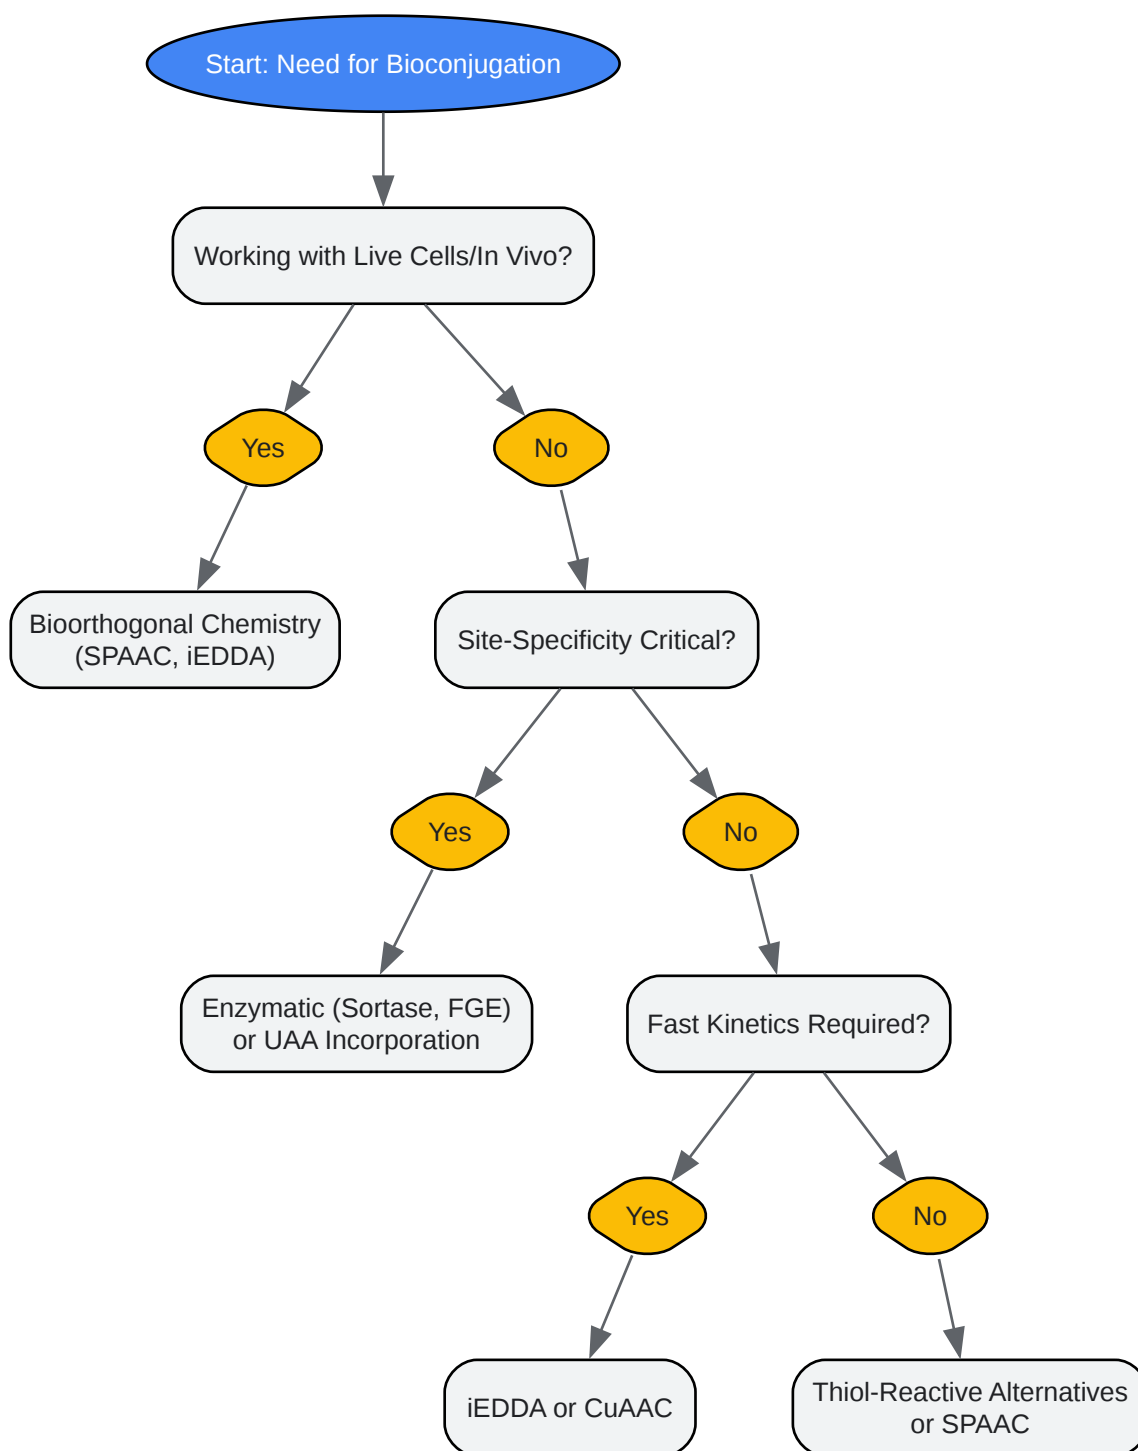 Start: Need for Bioconjugation
Working with Live Cells/In Vivo?
Yes
No
Bioorthogonal Chemistry
(SPAAC, iEDDA)
Site-Specificity Critical?
Yes
No
Enzymatic (Sortase, FGE)
or UAA Incorporation
Fast Kinetics Required?
Yes
No
iEDDA or CuAAC
Thiol-Reactive Alternatives
or SPAAC